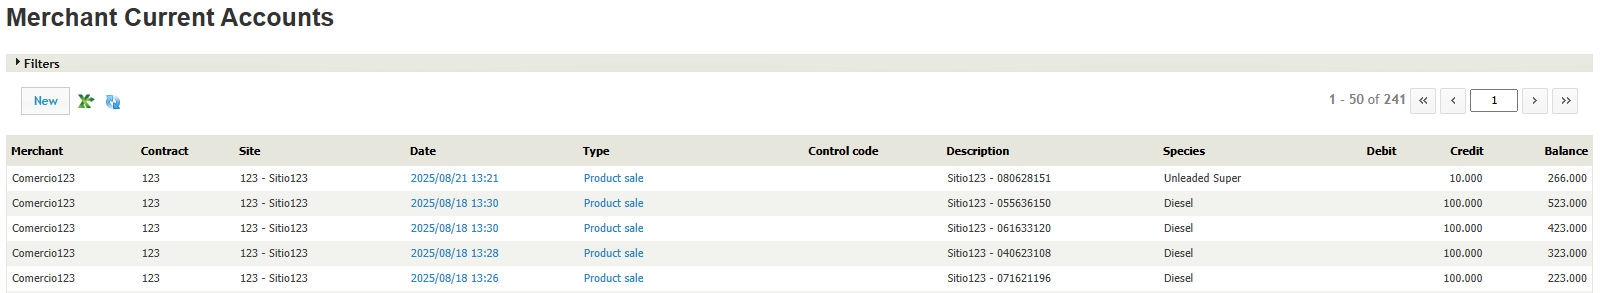 Merchant Current Accounts
Filters
New 1 - 50 of 241 1
Merchant Contract Site Date Type Control code Description Species Debit Credit Balance
Comercio123 123 123 - Sitio123 2025/08/21 13:21 Product sale Sitio123 - 080628151 Unleaded Super 10.000 266.000
Comercio123 123 123 - Sitio123 2025/08/18 13:30 Product sale Sitio123 - 055636150 Diesel 100.000 523.000
Comercio123 123 123 - Sitio123 2025/08/18 13:30 Product sale Sitio123 - 061633120 Diesel 100.000 423.000
Comercio123 123 123 - Sitio123 2025/08/18 13:28 Product sale Sitio123 - 040623108 Diesel 100.000 323.000
Comercio123 123 123 - Sitio123 2025/08/18 13:26 Product sale Sitio123 - 071621196 Diesel 100.000 223.000